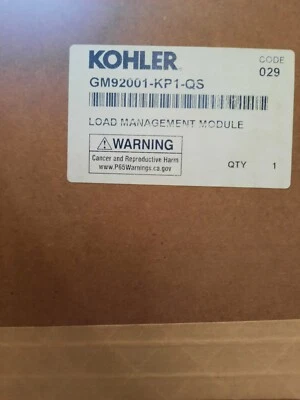 KOHLER
CODE
029
GM92001-KP1-QS
LOAD MANAGEMENT MODULE
WARNING
Cancer and Reproductive Harm
www.P65Warnings.ca.gov
QTY 1